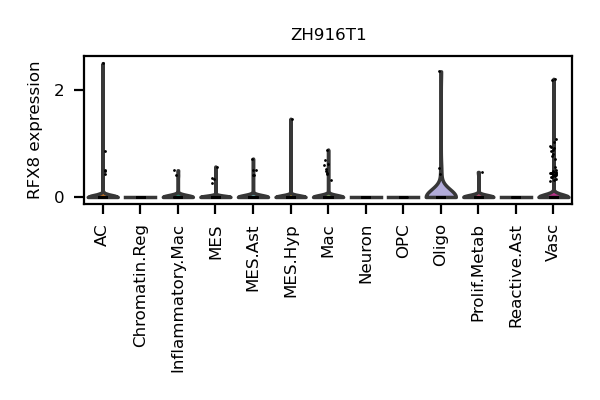 ZH916T1
RFX8 expression
2
0
AC
Chromatin.Reg
Inflammatory.Mac
MES
MES.Ast
MES.Hyp
Mac
Neuron
OPC
Oligo
Prolif.Metab
Reactive.Ast
Vasc